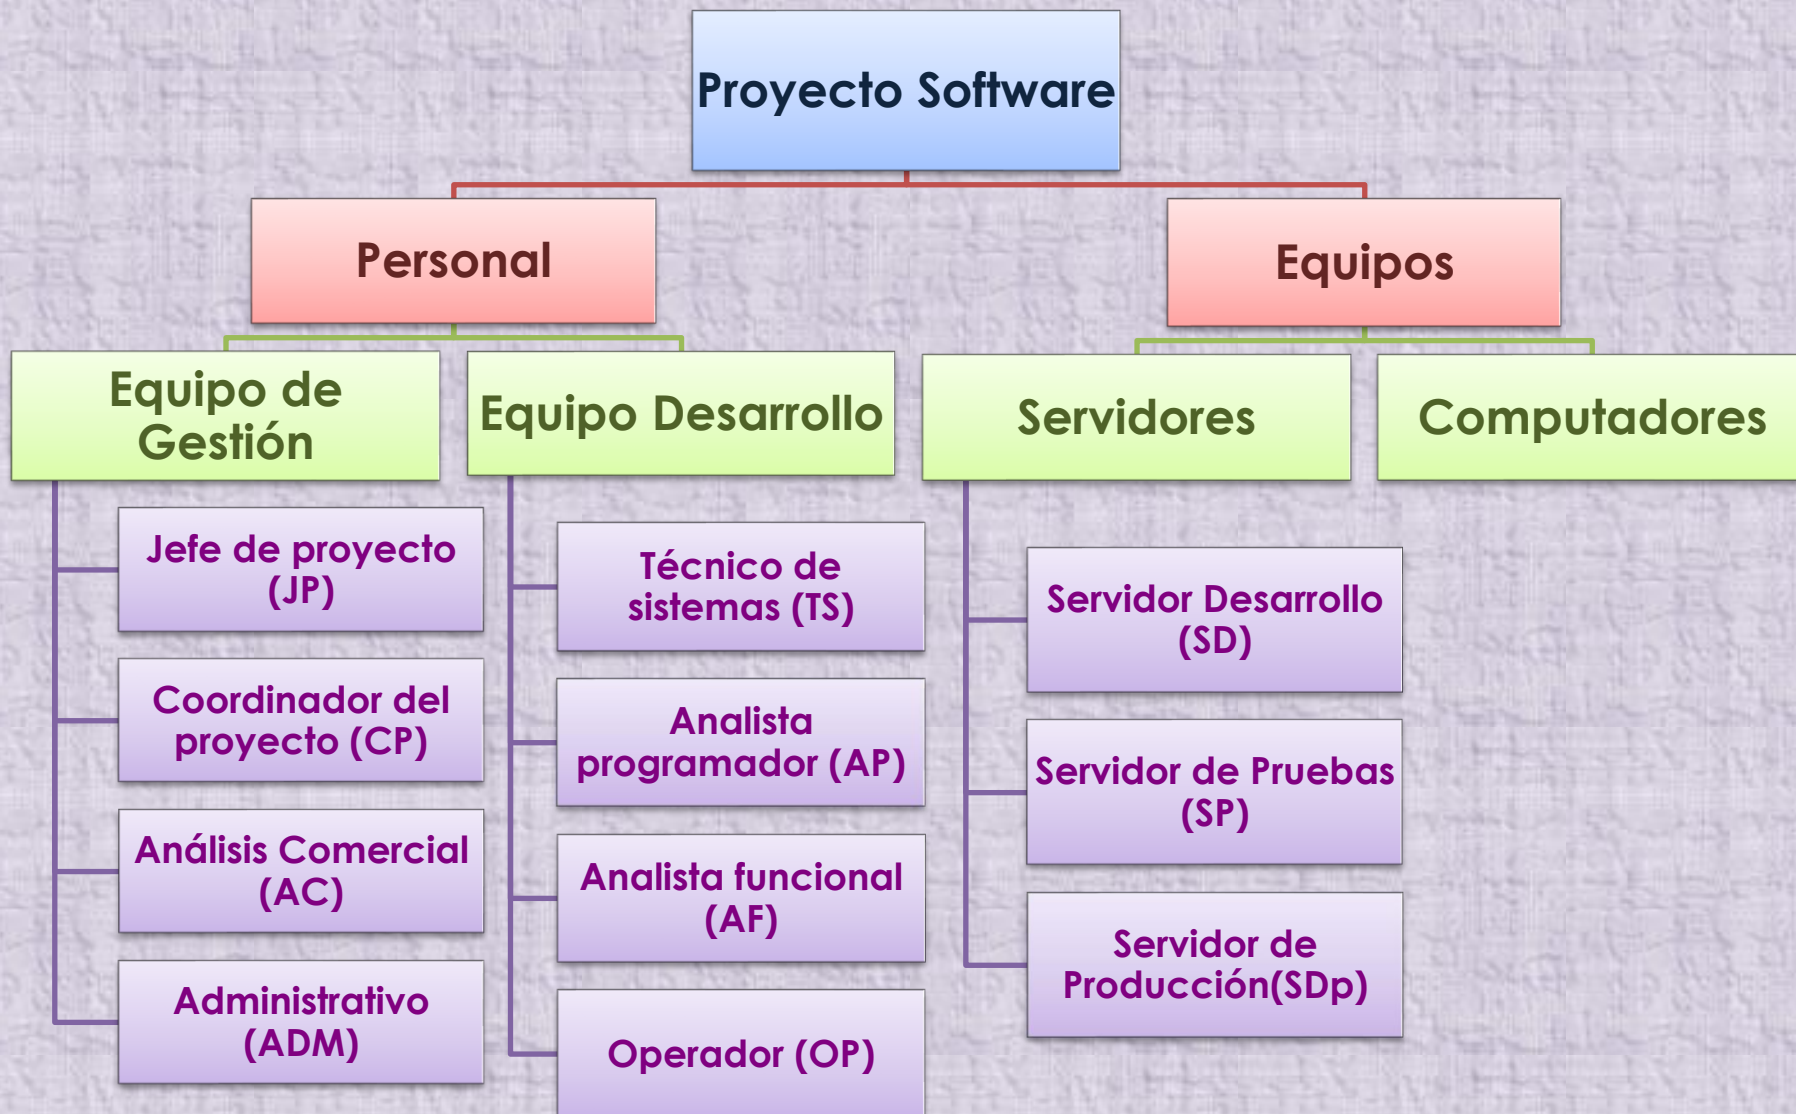 Proyecto Software
Personal
Equipos
Equipo de
Gestión
Equipo Desarrollo
Servidores
Computadores
Jefe de proyecto
(JP)
Coordinador del
proyecto (CP)
Análisis Comercial
(AC)
Administrativo
(ADM)
Técnico de
sistemas (TS)
Analista
programador (AP)
Analista funcional
(AF)
Operador (OP)
Servidor Desarrollo
(SD)
Servidor de Pruebas
(SP)
Servidor de
Producción(SDp)